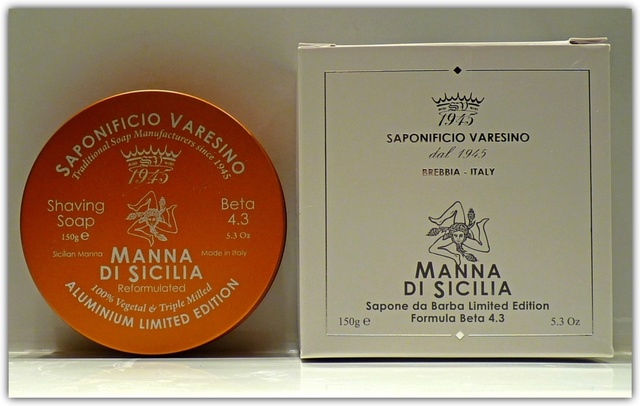 SAPONIFICIO VARESINO
Traditional Soap Manufacturers since 1945
SV
1945
Shaving
Soap
150g e
Beta
4.3
5.3 Oz
Sicilian Manna
Made in Italy
MANNA
DI SICILIA
Reformulated
100% Vegetal & Triple Milled
ALUMINIUM LIMITED EDITION
SV
1945
SAPONIFICIO VARESINO
dal 1945
BREBBIA - ITALY
MANNA
DI SICILIA
Sapone da Barba Limited Edition
Formula Beta 4.3
150g e
5.3 Oz